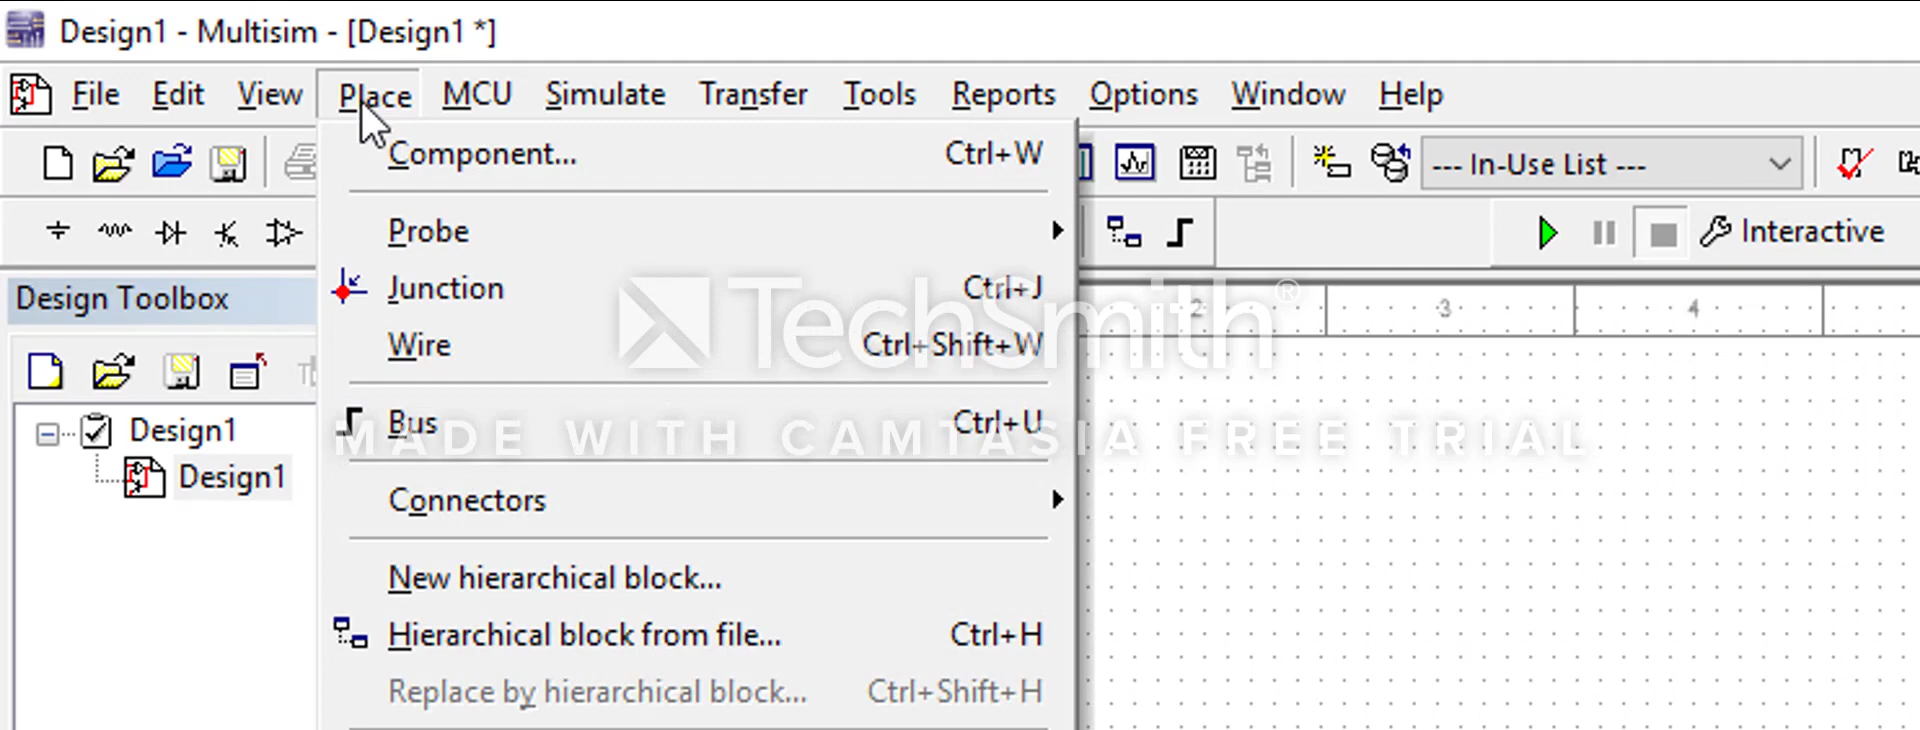 Design1 - Multisim - [Design1 *]
File Edit View Place MCU Simulate Transfer Tools Reports Options Window Help
Component... Ctrl+W
--- In-Use List ---
Probe
Interactive
Design Toolbox
Junction Ctrl+J
TechSmith®
2 3 4
Wire Ctrl+Shift+W
Bus Ctrl+U
MADE WITH CAMTASIA FREE TRIAL
Design1
Design1
Connectors
New hierarchical block...
Hierarchical block from file... Ctrl+H
Replace by hierarchical block... Ctrl+Shift+H